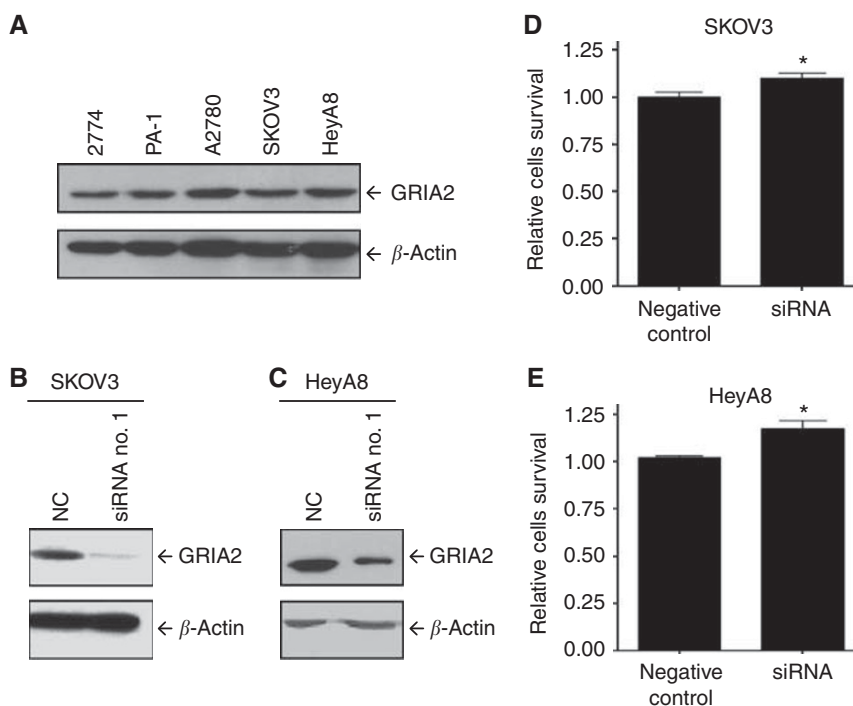 A
2774
PA-1
A2780
SKOV3
HeyA8
← GRIA2
← β-Actin
B
SKOV3
NC
siRNA no. 1
← GRIA2
← β-Actin
C
HeyA8
NC
siRNA no. 1
← GRIA2
← β-Actin
D
SKOV3
Relative cells survival
1.25
1.00
0.75
0.50
0.25
0.00
*
Negative
control
siRNA
E
HeyA8
Relative cells survival
1.25
1.00
0.75
0.50
0.25
0.00
*
Negative
control
siRNA